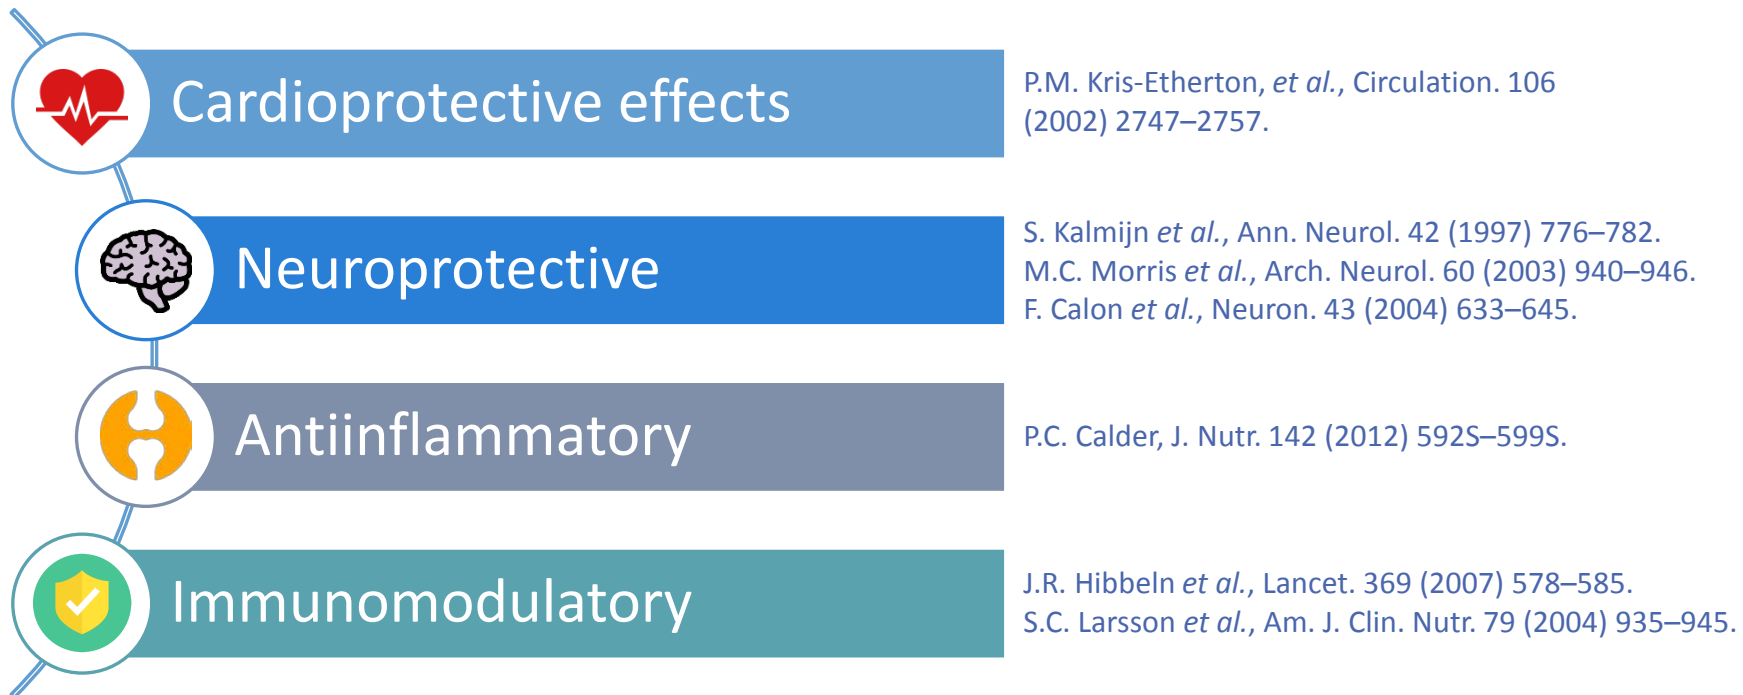 Cardioprotective effects
P.M. Kris-Etherton, et al., Circulation. 106
(2002) 2747–2757.
Neuroprotective
S. Kalmijn et al., Ann. Neurol. 42 (1997) 776–782.
M.C. Morris et al., Arch. Neurol. 60 (2003) 940–946.
F. Calon et al., Neuron. 43 (2004) 633–645.
Antiinflammatory
P.C. Calder, J. Nutr. 142 (2012) 592S–599S.
Immunomodulatory
J.R. Hibbeln et al., Lancet. 369 (2007) 578–585.
S.C. Larsson et al., Am. J. Clin. Nutr. 79 (2004) 935–945.